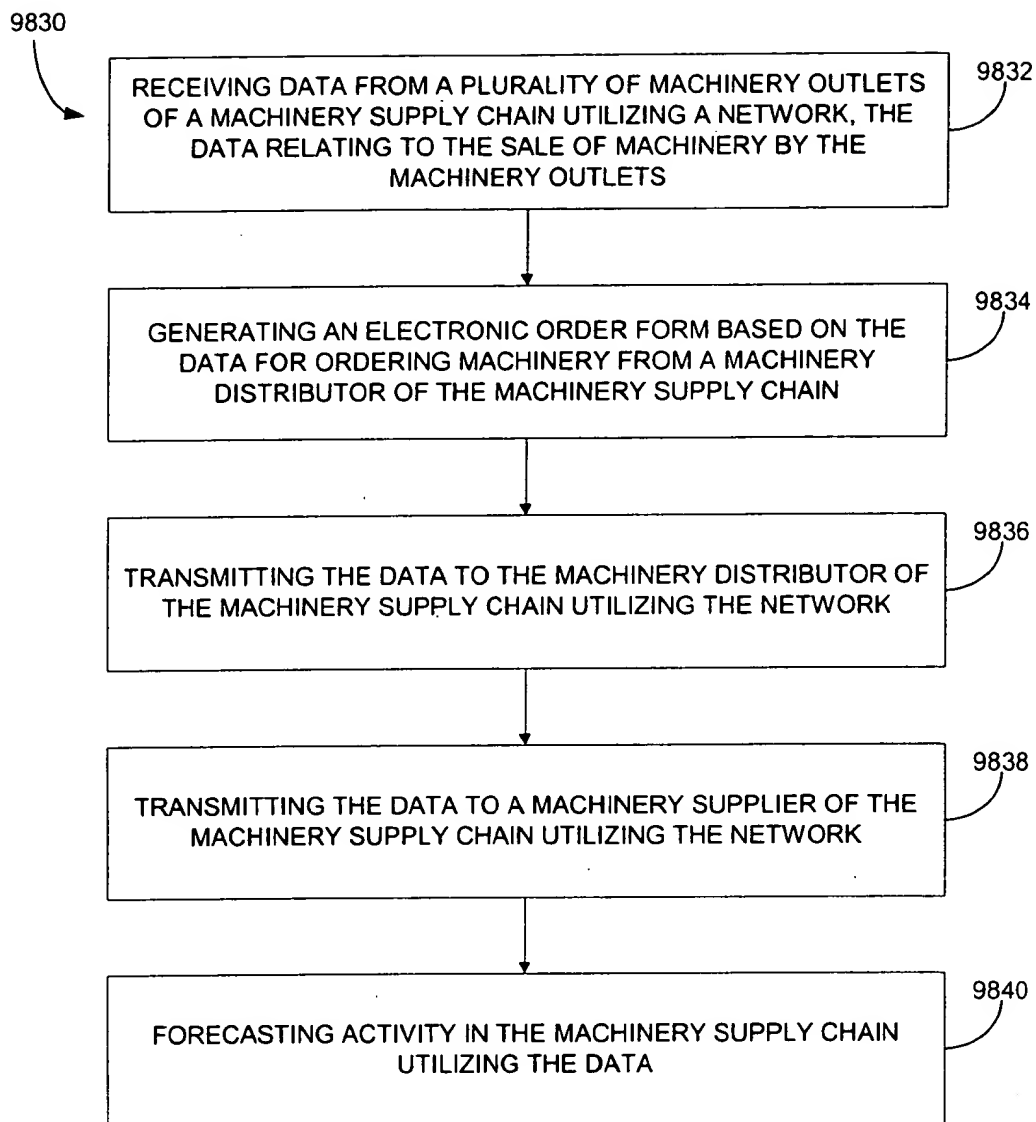 9830
RECEIVING DATA FROM A PLURALITY OF MACHINERY OUTLETS
OF A MACHINERY SUPPLY CHAIN UTILIZING A NETWORK, THE
DATA RELATING TO THE SALE OF MACHINERY BY THE
MACHINERY OUTLETS
9832
GENERATING AN ELECTRONIC ORDER FORM BASED ON THE
DATA FOR ORDERING MACHINERY FROM A MACHINERY
DISTRIBUTOR OF THE MACHINERY SUPPLY CHAIN
9834
TRANSMITTING THE DATA TO THE MACHINERY DISTRIBUTOR OF
THE MACHINERY SUPPLY CHAIN UTILIZING THE NETWORK
9836
TRANSMITTING THE DATA TO A MACHINERY SUPPLIER OF THE
MACHINERY SUPPLY CHAIN UTILIZING THE NETWORK
9838
FORECASTING ACTIVITY IN THE MACHINERY SUPPLY CHAIN
UTILIZING THE DATA
9840